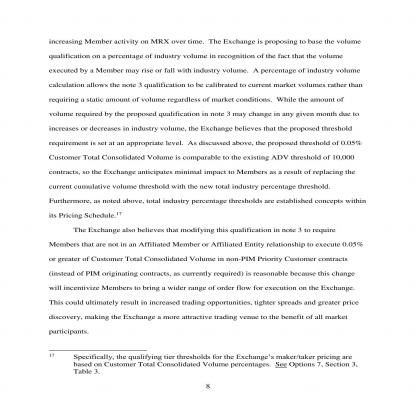 increasing Member activity on MRX over time.  The Exchange is proposing to base the volume
qualification on a percentage of industry volume in recognition of the fact that the volume
executed by a Member may rise or fall with industry volume.  A percentage of industry volume
calculation allows the note 3 qualification to be calibrated to current market volumes rather than
requiring a static amount of volume regardless of market conditions.  While the amount of
volume required by the proposed qualification in note 3 may change in any given month due to
increases or decreases in industry volume, the Exchange believes that the proposed threshold
requirement is set at an appropriate level.  As discussed above, the proposed threshold of 0.05%
Customer Total Consolidated Volume is comparable to the existing ADV threshold of 10,000
contracts, so the Exchange anticipates minimal impact to Members as a result of replacing the
current cumulative volume threshold with the new total industry percentage threshold.
Furthermore, as noted above, total industry percentage thresholds are established concepts within
its Pricing Schedule.17
The Exchange also believes that modifying this qualification in note 3 to require
Members that are not in an Affiliated Member or Affiliated Entity relationship to execute 0.05%
or greater of Customer Total Consolidated Volume in non-PIM Priority Customer contracts
(instead of PIM originating contracts, as currently required) is reasonable because this change
will incentivize Members to bring a wider range of order flow for execution on the Exchange.
This could ultimately result in increased trading opportunities, tighter spreads and greater price
discovery, making the Exchange a more attractive trading venue to the benefit of all market
participants.
17 Specifically, the qualifying tier thresholds for the Exchange's maker/taker pricing are
based on Customer Total Consolidated Volume percentages.  See Options 7, Section 3,
Table 3.
8